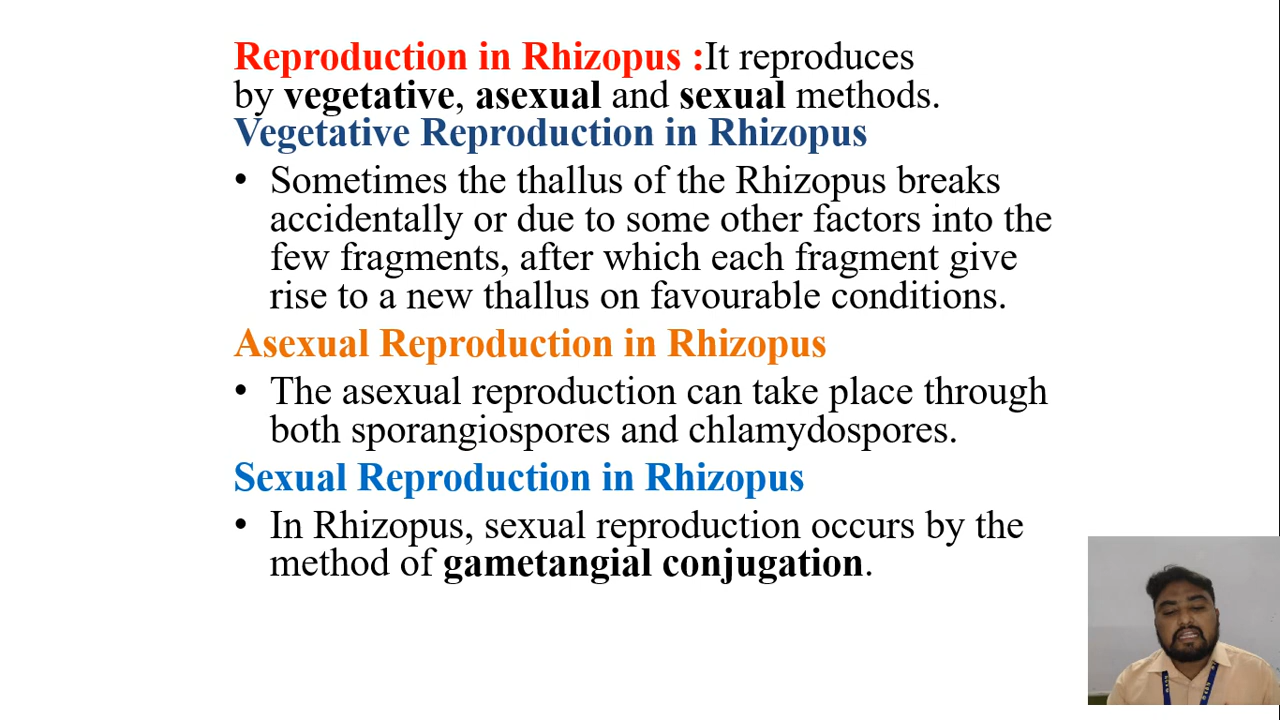 Reproduction in Rhizopus :It reproduces
by vegetative, asexual and sexual methods.
Vegetative Reproduction in Rhizopus
• Sometimes the thallus of the Rhizopus breaks
accidentally or due to some other factors into the
few fragments, after which each fragment give
rise to a new thallus on favourable conditions.
Asexual Reproduction in Rhizopus
• The asexual reproduction can take place through
both sporangiospores and chlamydospores.
Sexual Reproduction in Rhizopus
• In Rhizopus, sexual reproduction occurs by the
method of gametangial conjugation.